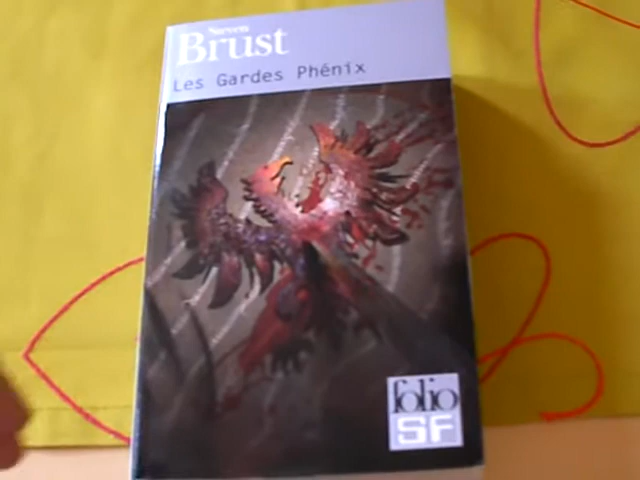 Steven
Brust
Les Gardes Phénix
folio
SF